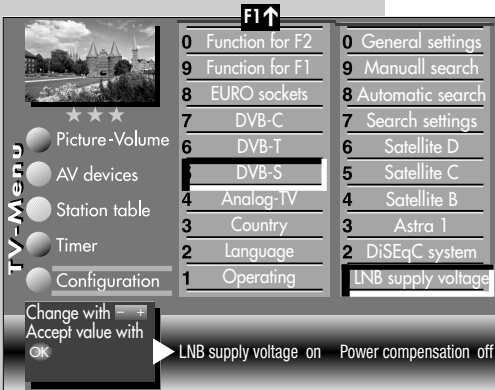 F1↑
0 Function for F2
9 Function for F1
8 EURO sockets
7 DVB-C
6 DVB-T
DVB-S
4 Analog-TV
3 Country
2 Language
1 Operating
0 General settings
9 Manuall search
8 Automatic search
7 Search settings
6 Satellite D
5 Satellite C
4 Satellite B
3 Astra 1
2 DiSEqC system
LNB supply voltage
TV-Menu
Picture-Volume
AV devices
Station table
Timer
Configuration
Change with - +
Accept value with
OK
LNB supply voltage on Power compensation off